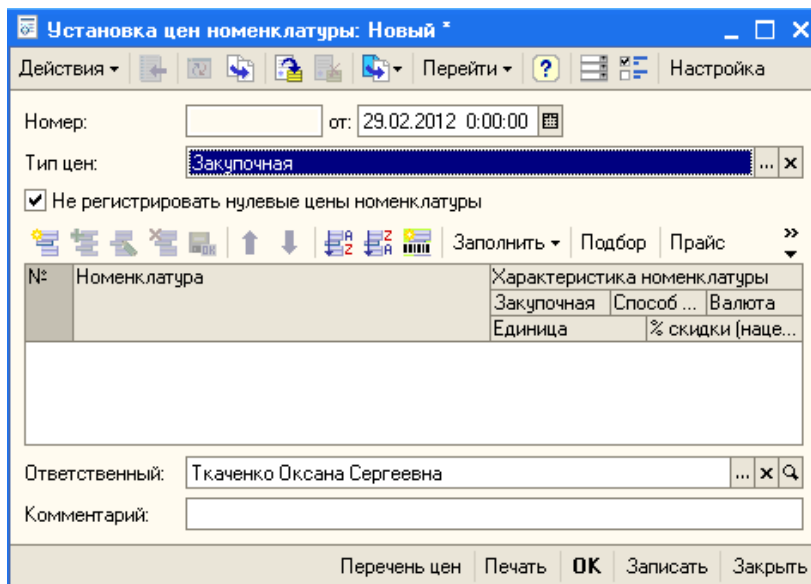 Установка цен номенклатуры: Новый *
Действия Перейти ? Настройка
Номер: от: 29.02.2012 0:00:00
Тип цен: Закупочная ... x
Не регистрировать нулевые цены номенклатуры
Заполнить Подбор Прайс »
№ Номенклатура Характеристика номенклатуры
Закупочная Способ ... Валюта
Единица % скидки (наце...
Ответственный: Ткаченко Оксана Сергеевна ... x
Комментарий:
Перечень цен Печать OK Записать Закрыть